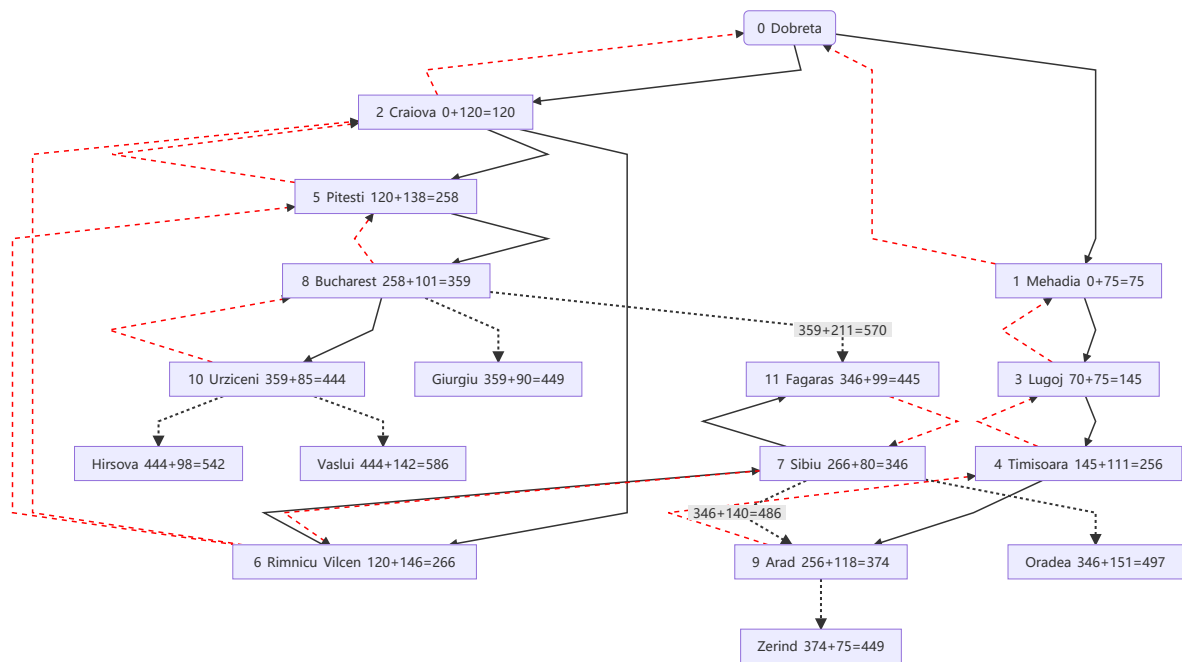 0 Dobreta
2 Craiova 0+120=120
5 Pitesti 120+138=258
8 Bucharest 258+101=359
1 Mehadia 0+75=75
359+211=570
10 Urziceni 359+85=444
Giurgiu 359+90=449
11 Fagaras 346+99=445
3 Lugoj 70+75=145
Hirsova 444+98=542
Vaslui 444+142=586
7 Sibiu 266+80=346
4 Timisoara 145+111=256
346+140=486
6 Rimnicu Vilcen 120+146=266
9 Arad 256+118=374
Oradea 346+151=497
Zerind 374+75=449